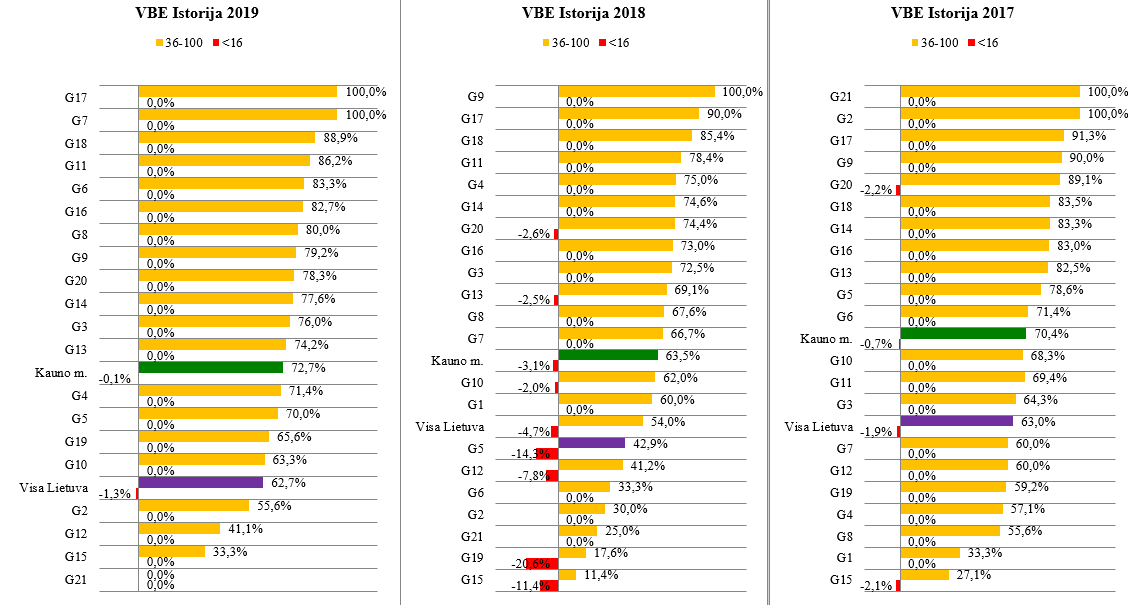 VBE Istorija 2019
36-100 <16
G17 100,0%
0,0%
G7 100,0%
0,0%
G18 88,9%
0,0%
G11 86,2%
0,0%
G6 83,3%
0,0%
G16 82,7%
0,0%
G8 80,0%
0,0%
G9 79,2%
0,0%
G20 78,3%
0,0%
G14 77,6%
0,0%
G3 76,0%
0,0%
G13 74,2%
0,0%
Kauno m. 72,7%
-0,1%
G4 71,4%
0,0%
G5 70,0%
0,0%
G19 65,6%
0,0%
G10 63,3%
0,0%
Visa Lietuva 62,7%
-1,3%
G2 55,6%
0,0%
G12 41,1%
0,0%
G15 33,3%
0,0%
G21 0,0%
0,0%
VBE Istorija 2018
36-100 <16
G9 100,0%
0,0%
G17 90,0%
0,0%
G18 85,4%
0,0%
G11 78,4%
0,0%
G4 75,0%
0,0%
G14 74,6%
0,0%
G20 74,4%
-2,6%
G16 73,0%
0,0%
G3 72,5%
0,0%
G13 69,1%
-2,5%
G8 67,6%
0,0%
G7 66,7%
0,0%
Kauno m. 63,5%
-3,1%
G10 62,0%
-2,0%
G1 60,0%
0,0%
Visa Lietuva 54,0%
-4,7%
G5 42,9%
-14,3%
G12 41,2%
-7,8%
G6 33,3%
0,0%
G2 30,0%
0,0%
G21 25,0%
0,0%
G19 17,6%
-20,6%
G15 11,4%
-11,4%
VBE Istorija 2017
36-100 <16
G21 100,0%
0,0%
G2 100,0%
0,0%
G17 91,3%
0,0%
G9 90,0%
0,0%
G20 89,1%
-2,2%
G18 83,5%
0,0%
G14 83,3%
0,0%
G16 83,0%
0,0%
G13 82,5%
0,0%
G5 78,6%
0,0%
G6 71,4%
0,0%
Kauno m. 70,4%
-0,7%
G10 68,3%
0,0%
G11 69,4%
0,0%
G3 64,3%
0,0%
Visa Lietuva 63,0%
-1,9%
G7 60,0%
0,0%
G12 60,0%
0,0%
G19 59,2%
0,0%
G4 57,1%
0,0%
G8 55,6%
0,0%
G1 33,3%
0,0%
G15 27,1%
-2,1%